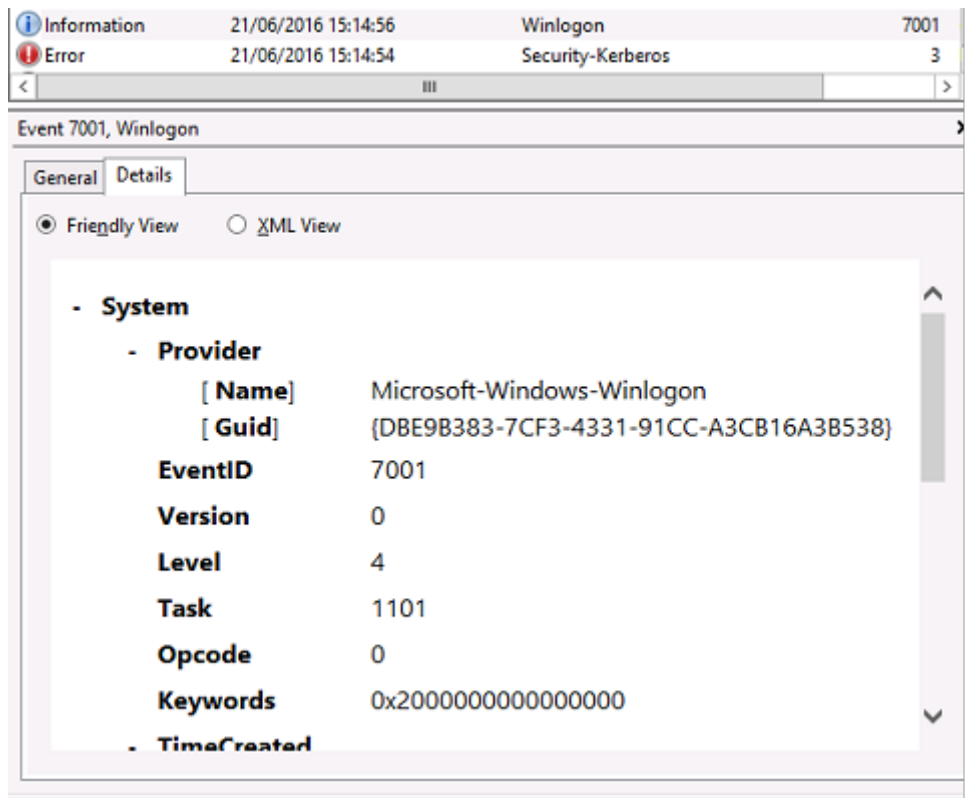 Information 21/06/2016 15:14:56 Winlogon 7001
Error 21/06/2016 15:14:54 Security-Kerberos 3
Event 7001, Winlogon
General Details
Friendly View XML View
- System
- Provider
[ Name] Microsoft-Windows-Winlogon
[ Guid] {DBE9B383-7CF3-4331-91CC-A3CB16A3B538}
EventID 7001
Version 0
Level 4
Task 1101
Opcode 0
Keywords 0x2000000000000000
- TimeCreated